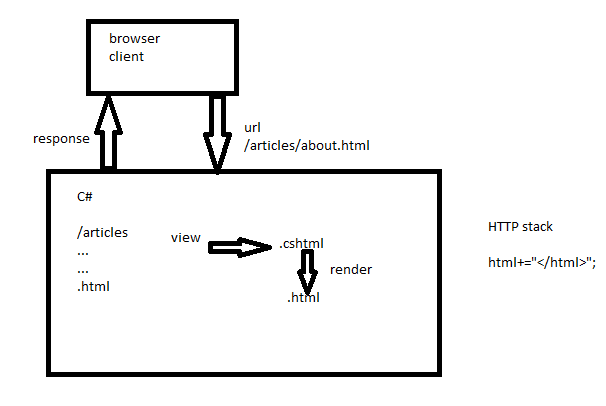 browser
client
response
url
/articles/about.html
C#
/articles
...
...
.html
view
.cshtml
render
.html
HTTP stack
html+="</html>";